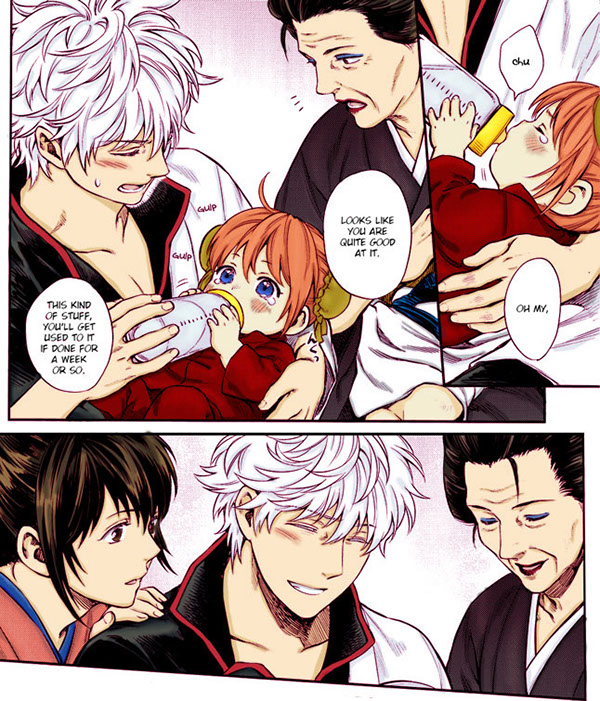 chu
OH MY,
LOOKS LIKE
YOU ARE
QUITE GOOD
AT IT.
GULP
GULP
THIS KIND
OF STUFF,
YOU'LL GET
USED TO IT
IF DONE FOR
A WEEK
OR SO.